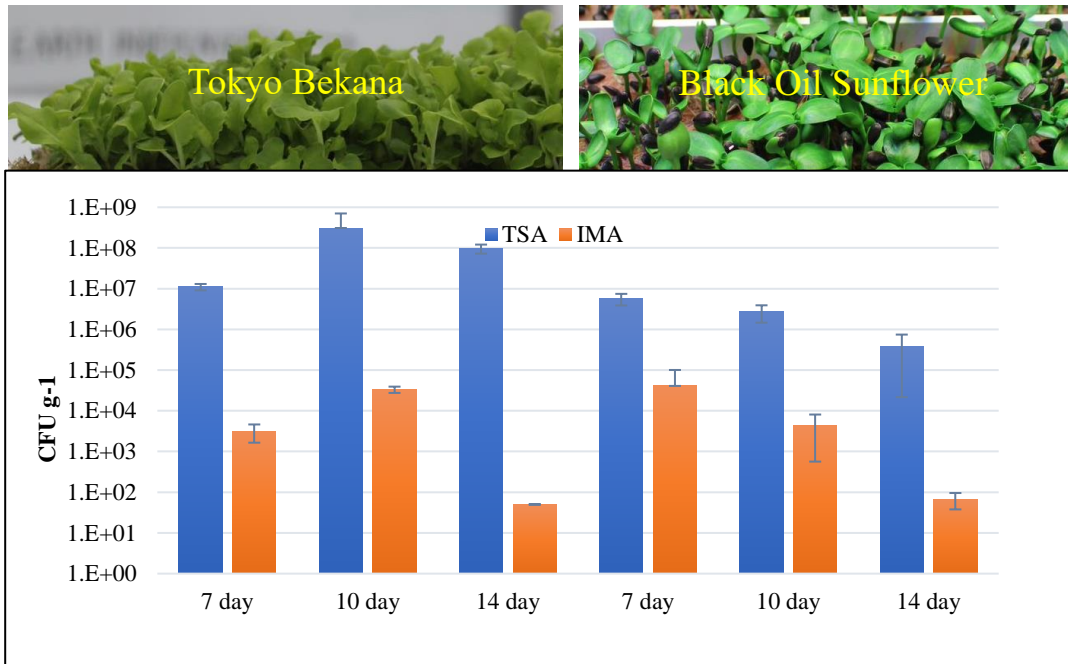 Tokyo Bekana
Black Oil Sunflower
1.E+09
1.E+08
1.E+07
1.E+06
1.E+05
1.E+04
1.E+03
1.E+02
1.E+01
1.E+00
CFU g-1
TSA
IMA
7 day
10 day
14 day
7 day
10 day
14 day